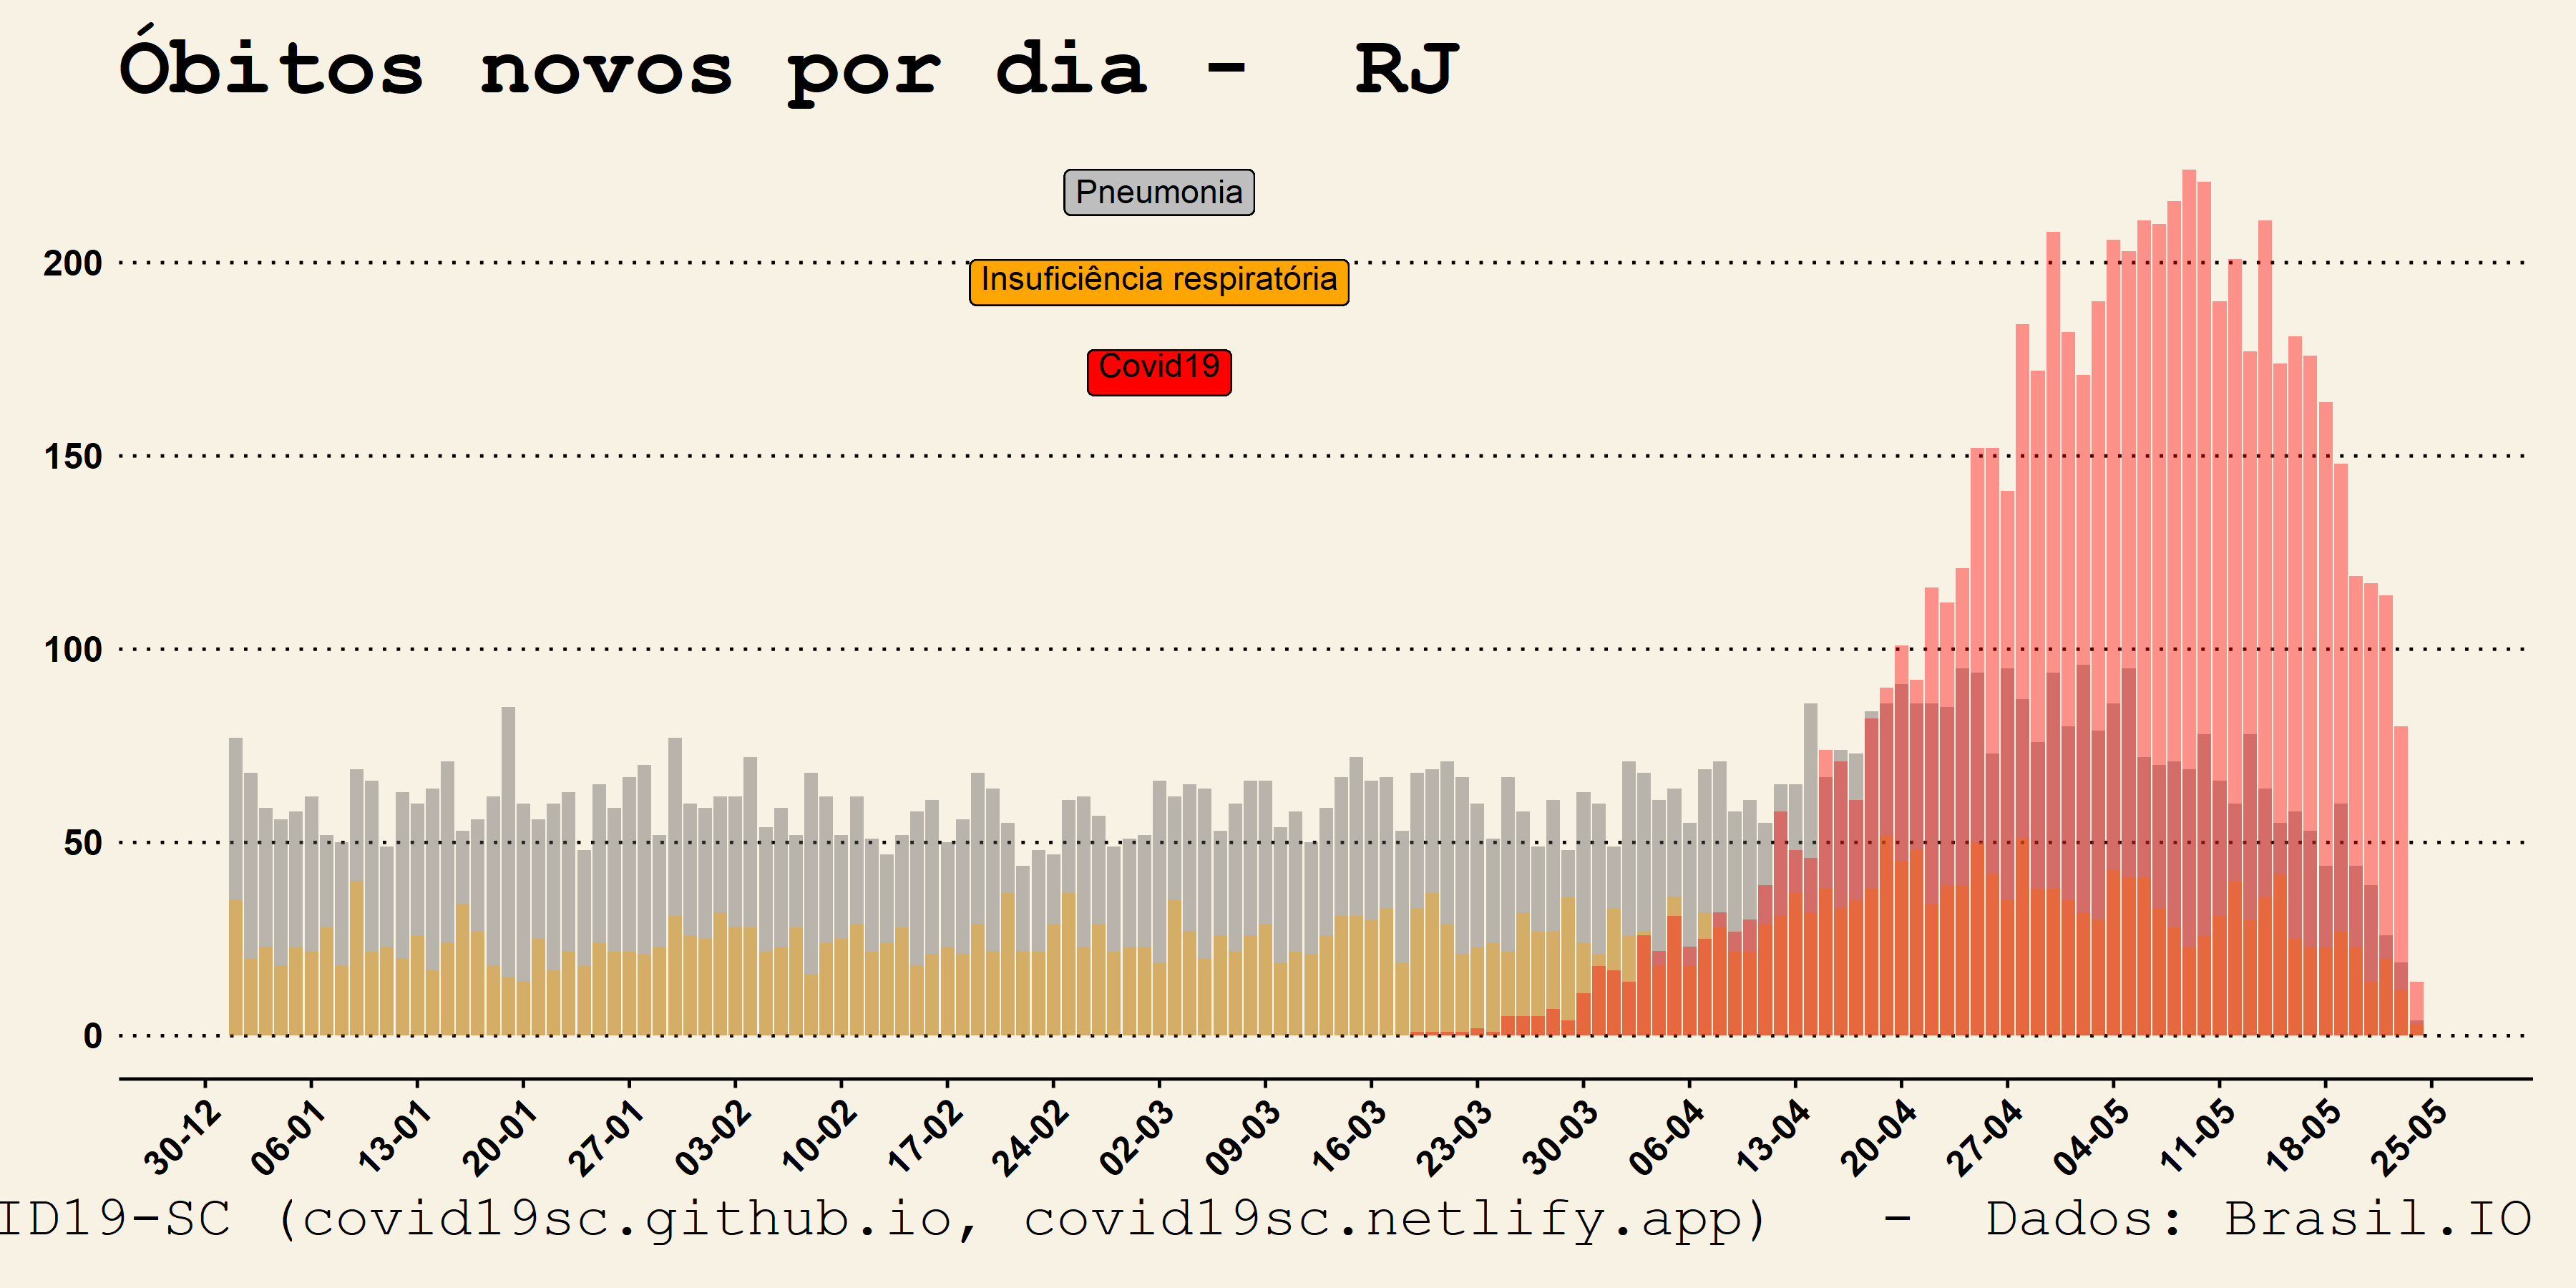 Óbitos novos por dia - RJ
Pneumonia
Insuficiência respiratória
Covid19
200
150
100
50
0
30-12 06-01 13-01 20-01 27-01 03-02 10-02 17-02 24-02 02-03 09-03 16-03 23-03 30-03 06-04 13-04 20-04 27-04 04-05 11-05 18-05 25-05
ID19-SC (covid19sc.github.io, covid19sc.netlify.app) - Dados: Brasil.IO